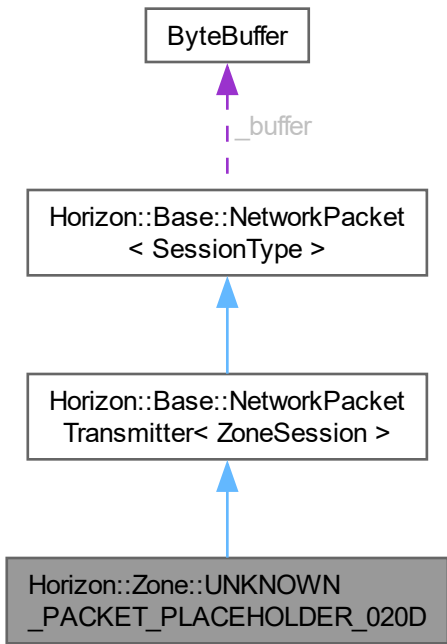 ByteBuffer
_buffer
Horizon::Base::NetworkPacket
< SessionType >
Horizon::Base::NetworkPacket
Transmitter< ZoneSession >
Horizon::Zone::UNKNOWN
_PACKET_PLACEHOLDER_020D